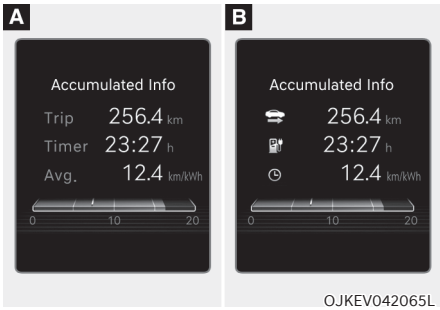 A
Accumulated Info
Trip 256.4 km
Timer 23:27 h
Avg. 12.4 km/kWh
0 10 20
B
Accumulated Info
256.4 km
23:27 h
12.4 km/kWh
0 10 20
OJKEV042065L